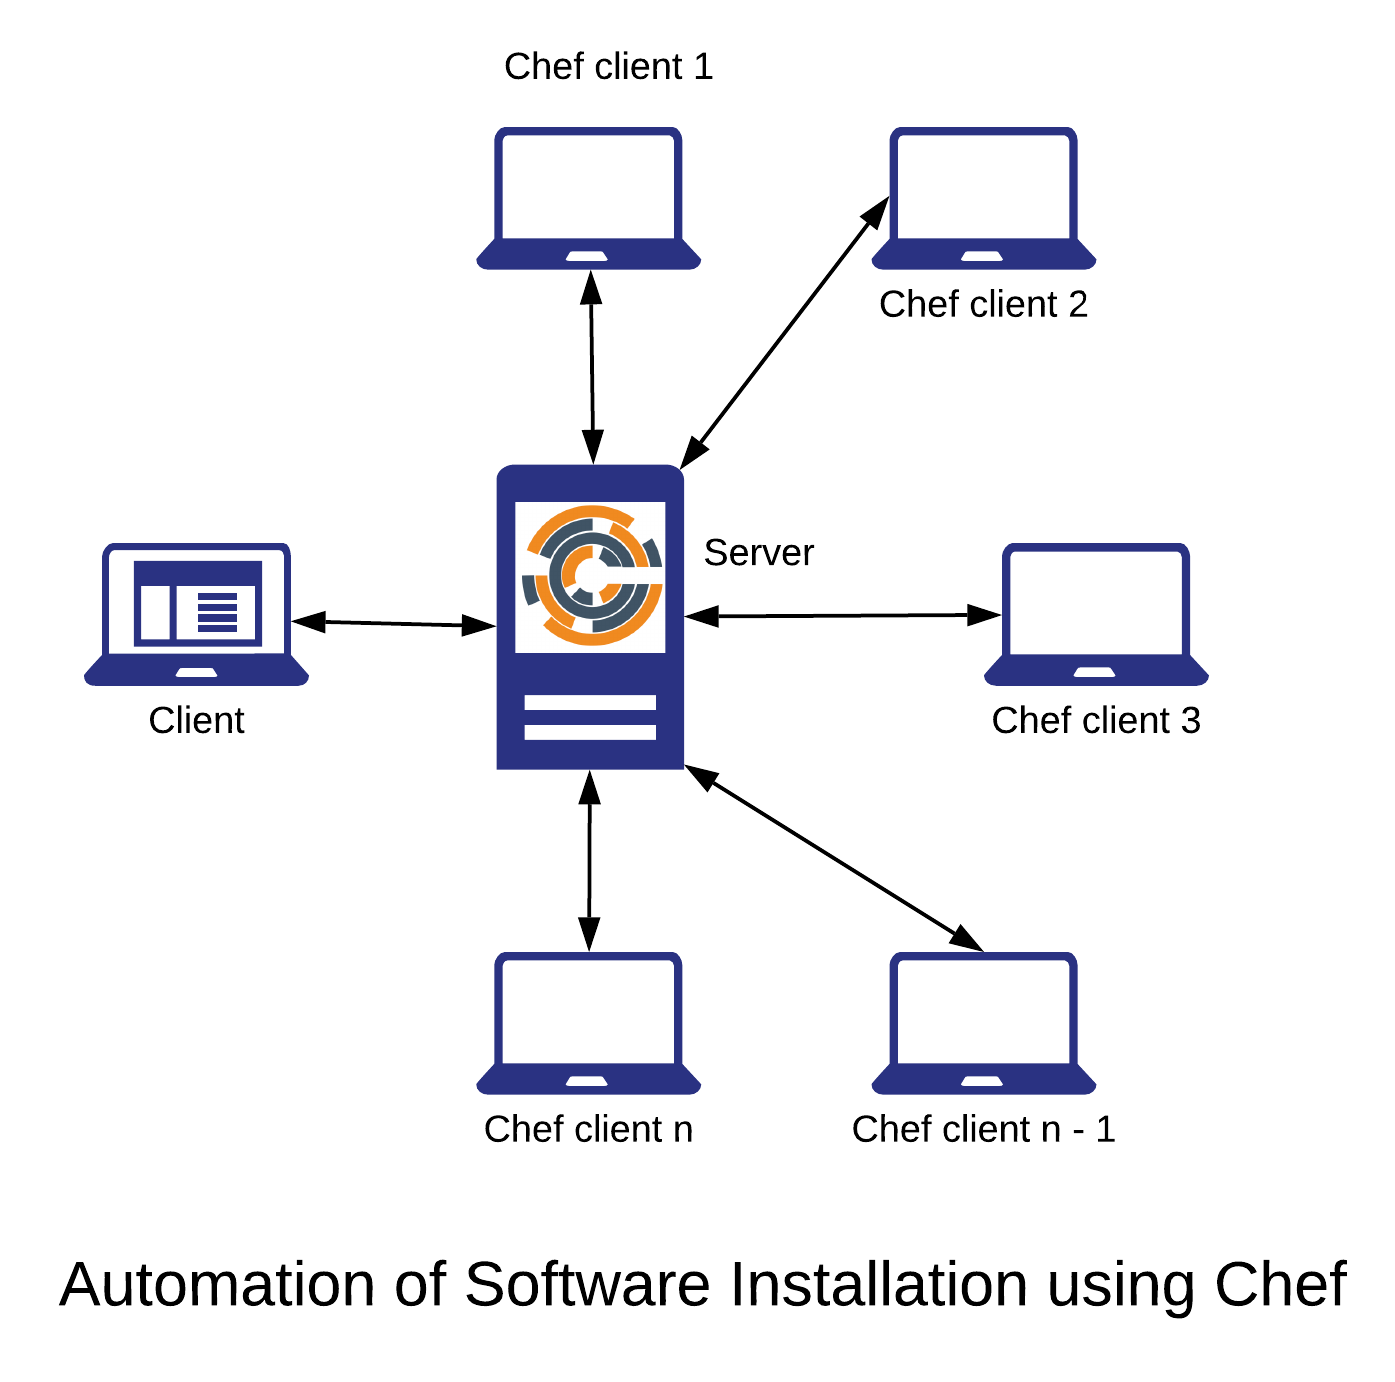 Chef client 1
Chef client 2
Server
Client
Chef client 3
Chef client n
Chef client n - 1
Automation of Software Installation using Chef